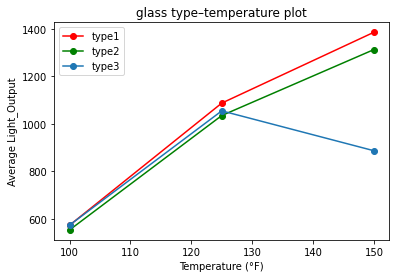 glass type–temperature plot
type1
type2
type3
Average Light_Output
1400
1200
1000
800
600
100
110
120
130
140
150
Temperature (°F)